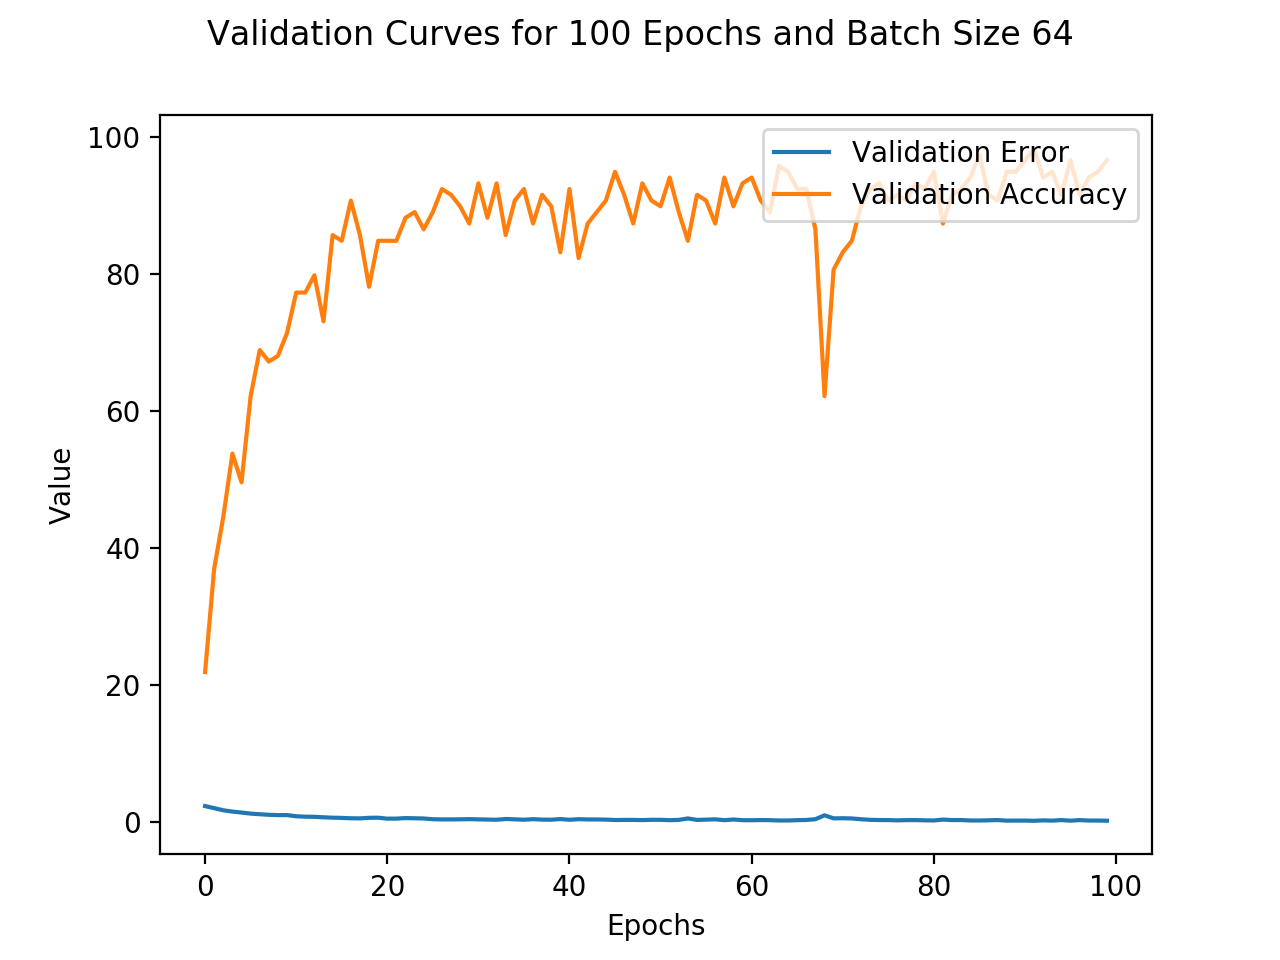 Validation Curves for 100 Epochs and Batch Size 64
Validation Error
Validation Accuracy
100
80
60
40
20
0
Value
0 20 40 60 80 100
Epochs